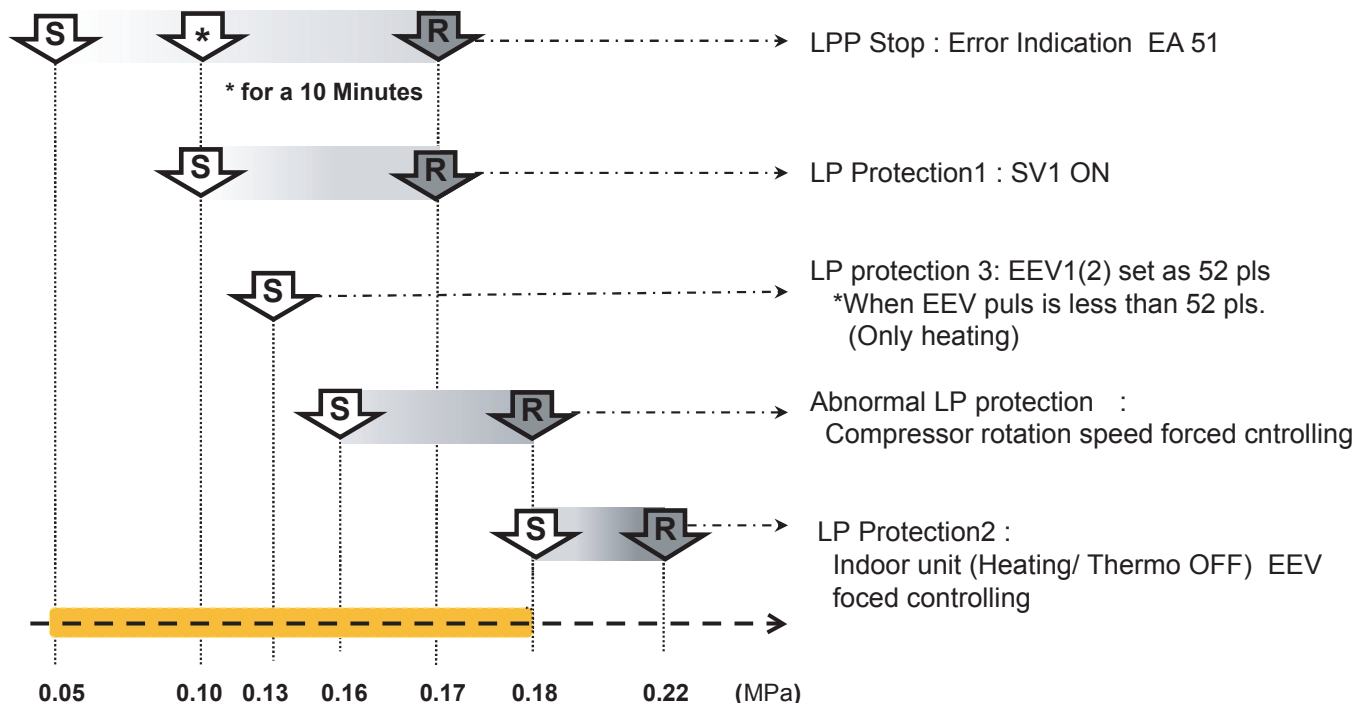 S * R LPP Stop : Error Indication EA 51
* for a 10 Minutes
S R LP Protection1 : SV1 ON
S LP protection 3: EEV1(2) set as 52 pls
*When EEV puls is less than 52 pls.
(Only heating)
S R Abnormal LP protection :
Compressor rotation speed forced cntrolling
S R LP Protection2 :
Indoor unit (Heating/ Thermo OFF) EEV
foced controlling
0.05 0.10 0.13 0.16 0.17 0.18 0.22 (MPa)